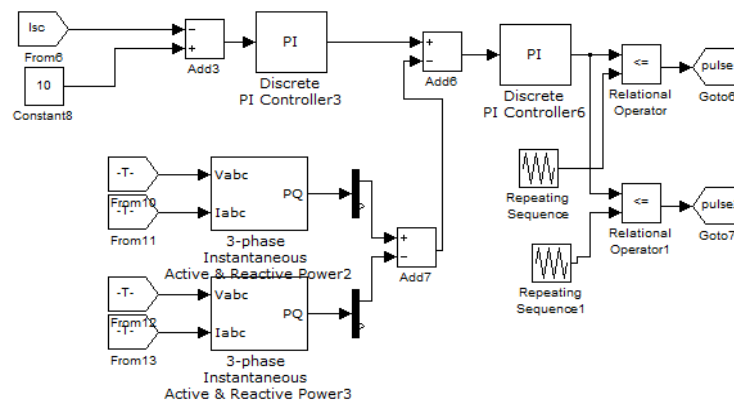 Isc
From6
10
Constant8
−
+
Add3
PI
Discrete
PI Controller3
+
−
Add6
PI
Discrete
PI Controller6
<=
Relational
Operator
pulse
Goto6
Repeating
Sequence
<=
Relational
Operator1
pulse
Goto7
Repeating
Sequence1
-T-
From10
-T-
From11
Vabc
Iabc
PQ
3-phase
Instantaneous
Active & Reactive Power2
+
−
Add7
-T-
From12
-T-
From13
Vabc
Iabc
PQ
3-phase
Instantaneous
Active & Reactive Power3